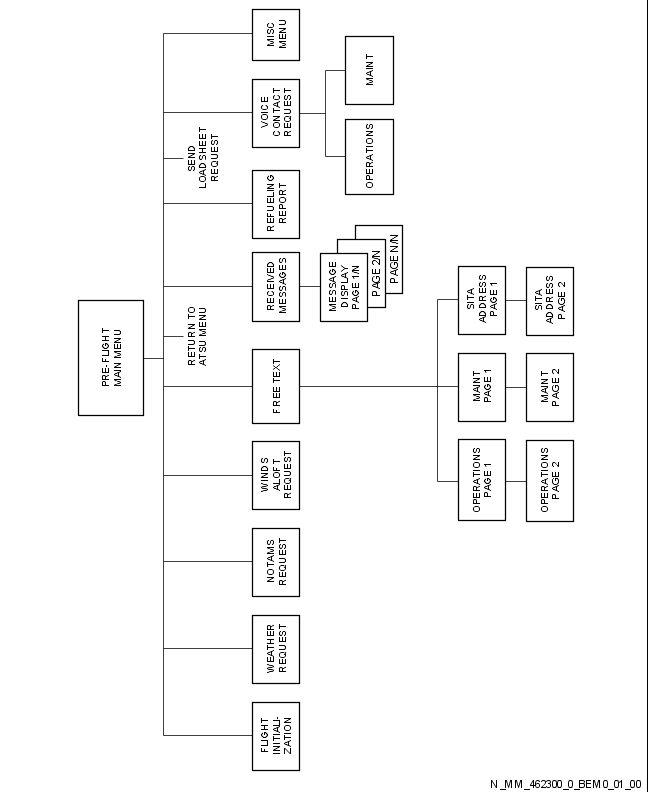 PRE-FLIGHT
MAIN MENU
FLIGHT
INITIALI-
ZATION
WEATHER
REQUEST
NOTAMS
REQUEST
WINDS
ALOFT
REQUEST
FREE TEXT
RETURN TO
ATSU MENU
RECEIVED
MESSAGES
REFUELING
REPORT
SEND
LOADSHEET
REQUEST
VOICE
CONTACT
REQUEST
MISC
MENU
MESSAGE
DISPLAY
PAGE 1/N
PAGE 2/N
PAGE N/N
OPERATIONS
MAINT
OPERATIONS
PAGE 1
MAINT
PAGE 1
SITA
ADDRESS
PAGE 1
OPERATIONS
PAGE 2
MAINT
PAGE 2
SITA
ADDRESS
PAGE 2
N_MM_462300_0_BEM0_01_00